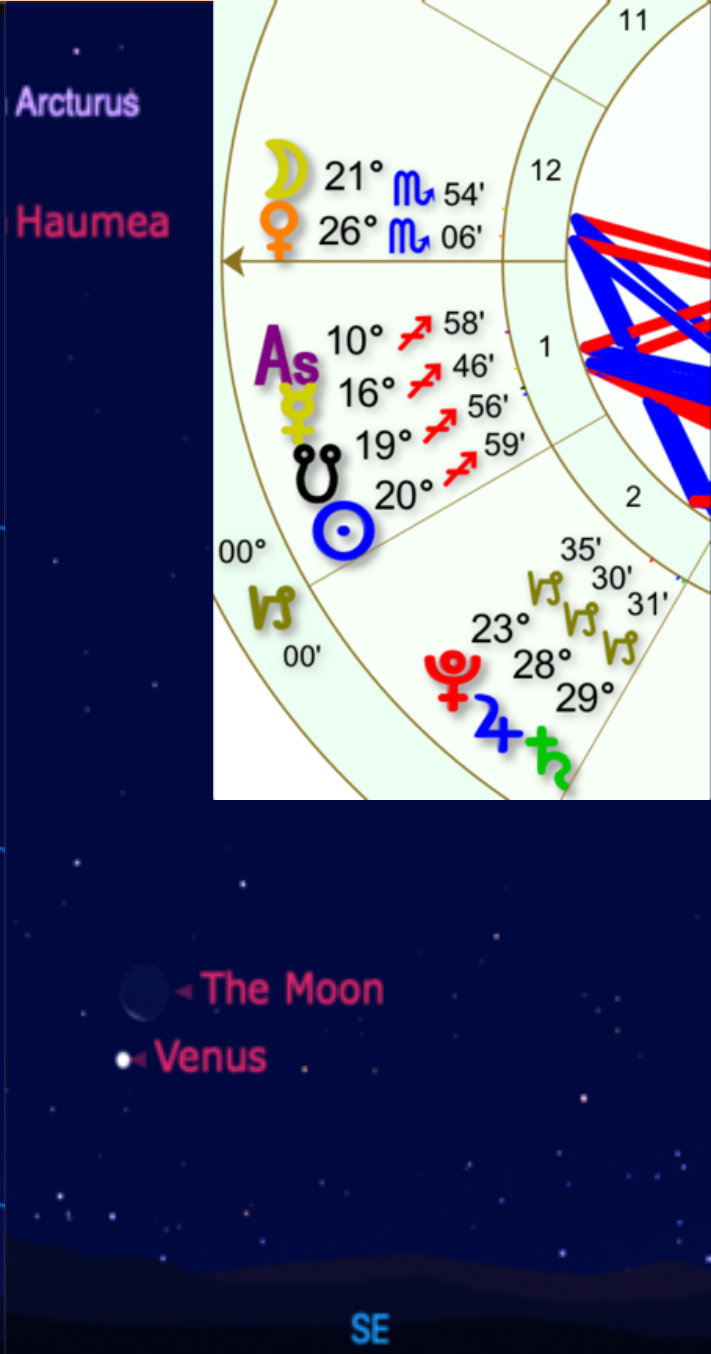 11
Arcturus
12
21° ♏ 54'
Haumea
26° ♏ 06'
As 10° ♐ 58'
1
16° ♐ 46'
19° ♐ 56'
20° ♐ 59'
2
00°
♑
00'
23° ♑ 35'
28° ♑ 30'
29° ♑ 31'
The Moon
Venus
SE